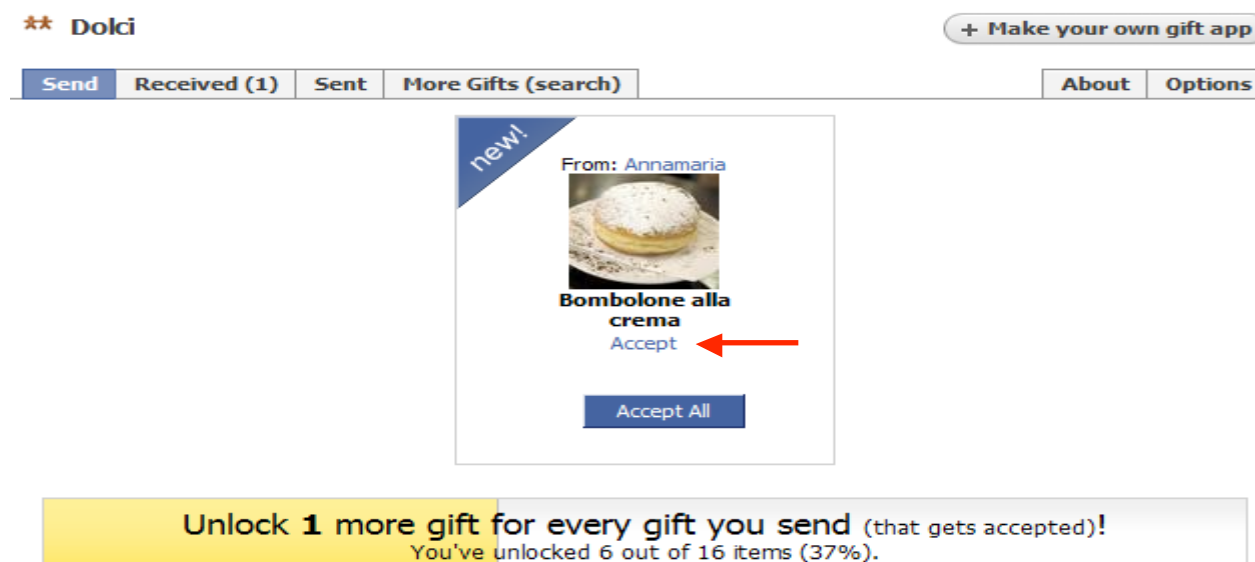 Dolci
+ Make your own gift app
Send
Received (1)
Sent
More Gifts (search)
About
Options
new!
From: Annamaria
Bombolone alla
crema
Accept
Accept All
Unlock 1 more gift for every gift you send (that gets accepted)!
You've unlocked 6 out of 16 items (37%).